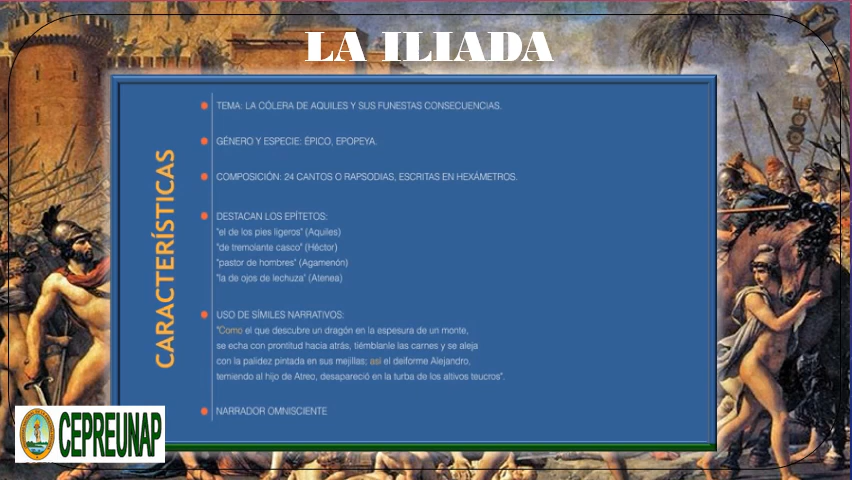 LA ILIADA
CARACTERÍSTICAS
TEMA: LA CÓLERA DE AQUILES Y SUS FUNESTAS CONSECUENCIAS.
GÉNERO Y ESPECIE: ÉPICO, EPOPEYA.
COMPOSICIÓN: 24 CANTOS O RAPSODIAS, ESCRITAS EN HEXÁMETROS.
DESTACAN LOS EPÍTETOS:
"el de los pies ligeros" (Aquiles)
"de tremolante casco" (Héctor)
"pastor de hombres" (Agamenón)
"la de ojos de lechuza" (Atenea)
USO DE SÍMILES NARRATIVOS:
"Como el que descubre un dragón en la espesura de un monte,
se echa con prontitud hacia atrás, tiémblanle las carnes y se aleja
con la palidez pintada en sus mejillas; así el deiforme Alejandro,
temiendo al hijo de Atreo, desapareció en la turba de los altivos teucros".
NARRADOR OMNISCIENTE
CEPREUNAP